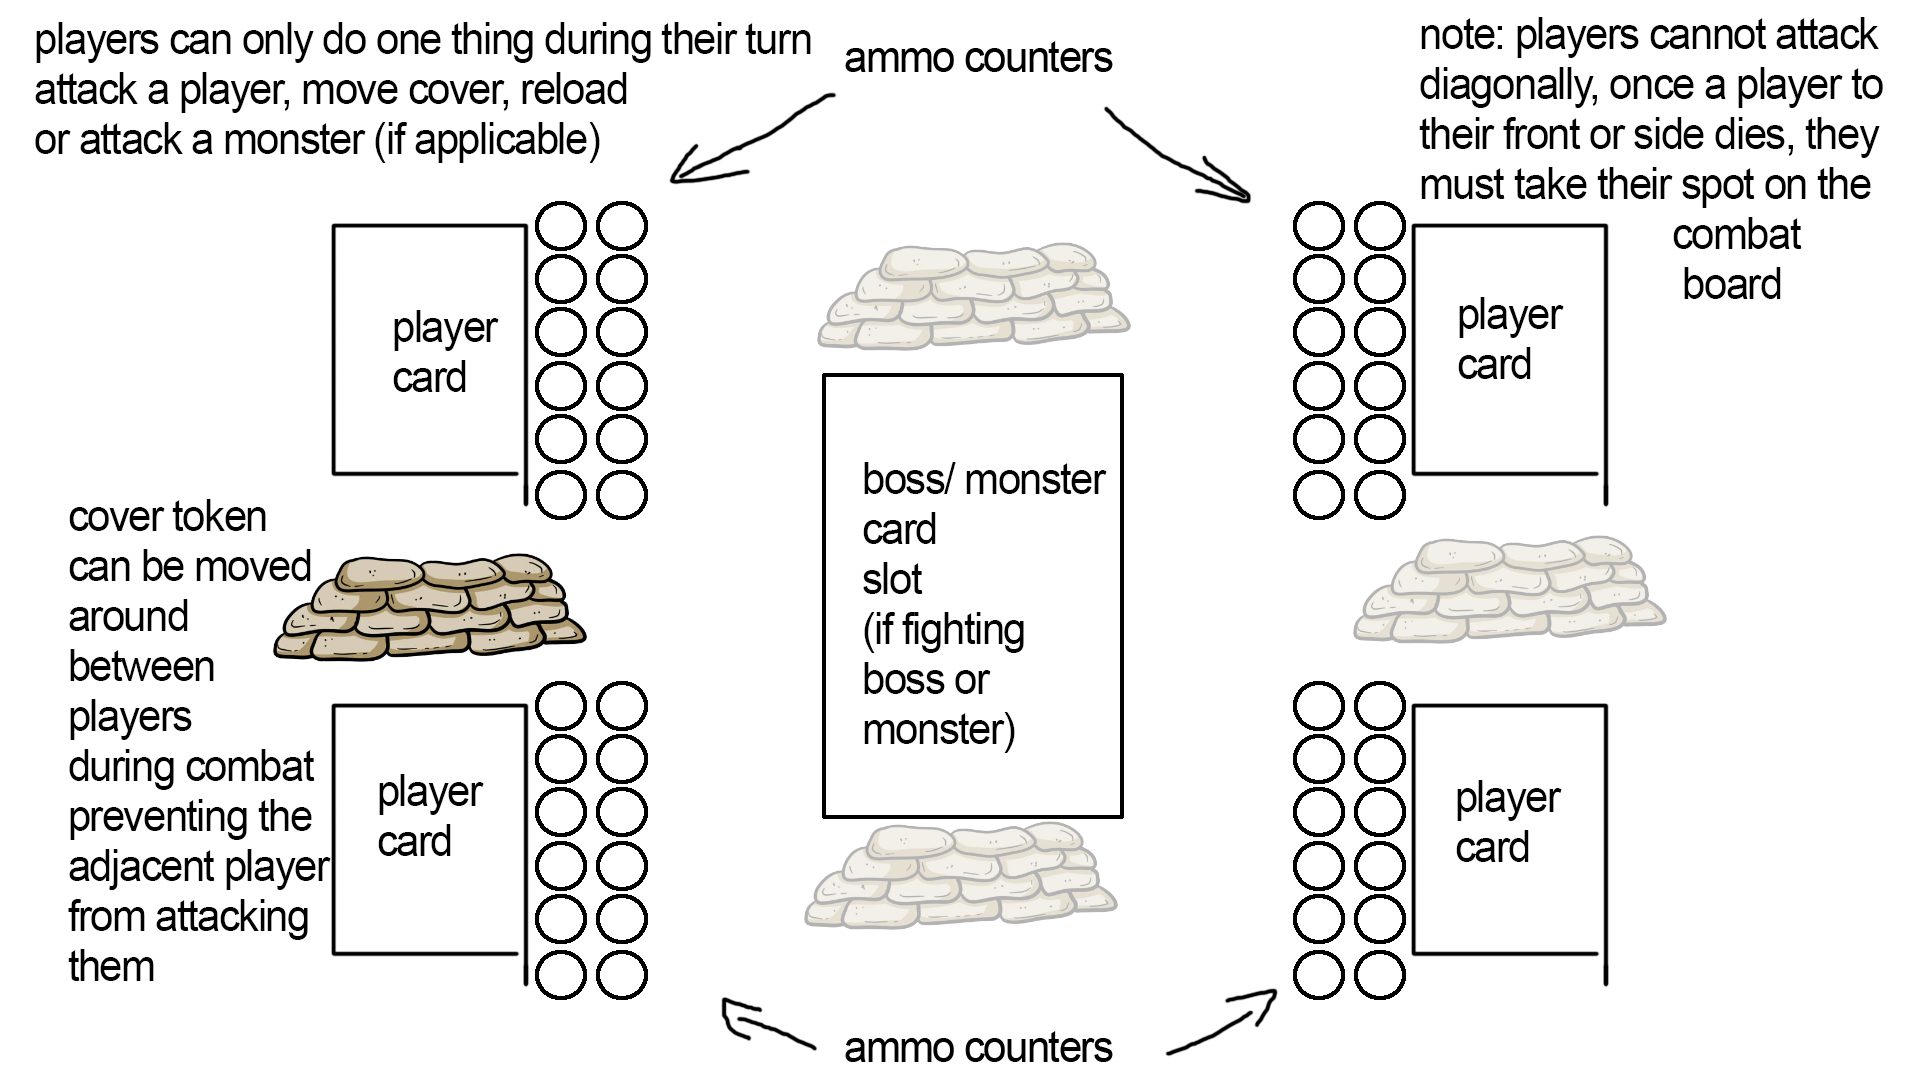 players can only do one thing during their turn
attack a player, move cover, reload
or attack a monster (if applicable)
ammo counters
note: players cannot attack
diagonally, once a player to
their front or side dies, they
must take their spot on the
combat
board
player
card
player
card
boss/ monster
card
slot
(if fighting
boss or
monster)
cover token
can be moved
around
between
players
during combat
preventing the
adjacent player
from attacking
them
player
card
player
card
ammo counters